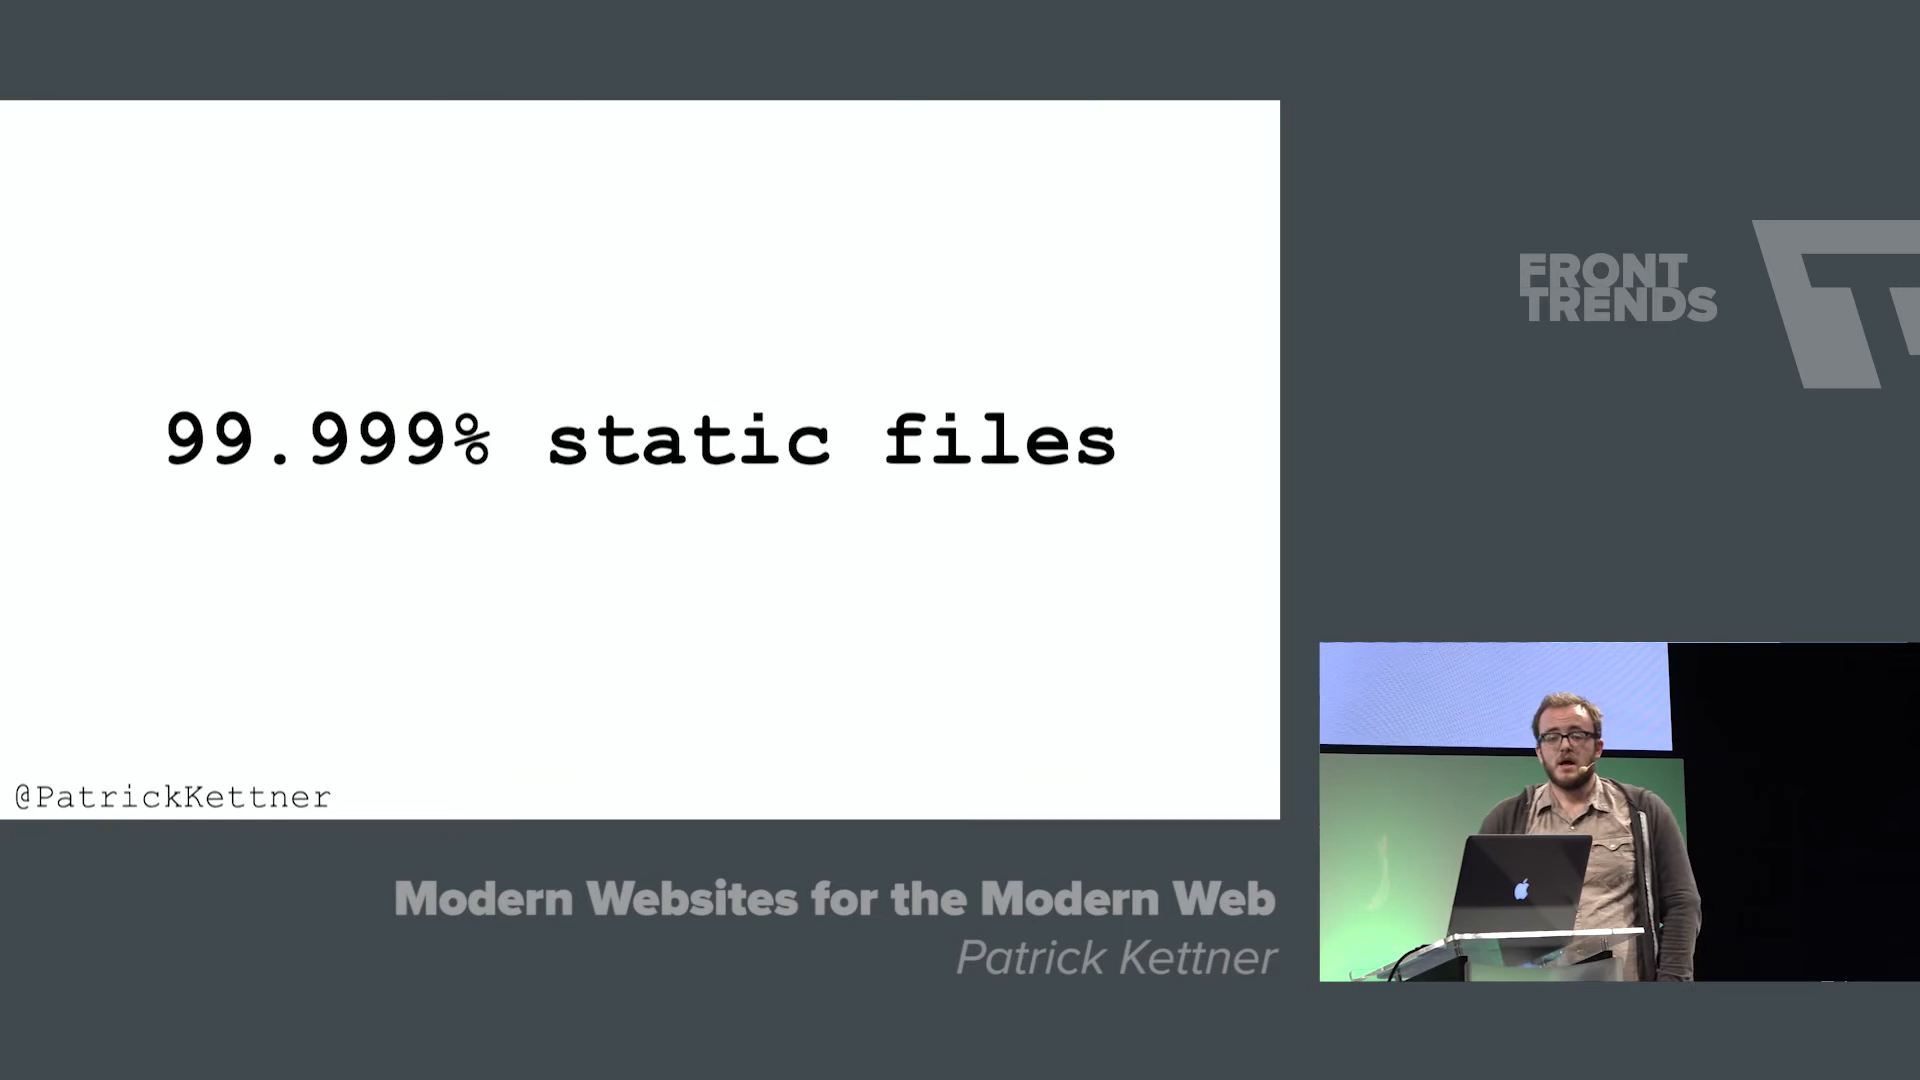 99.999% static files
@PatrickKettner
FRONT
TRENDS
Modern Websites for the Modern Web
Patrick Kettner